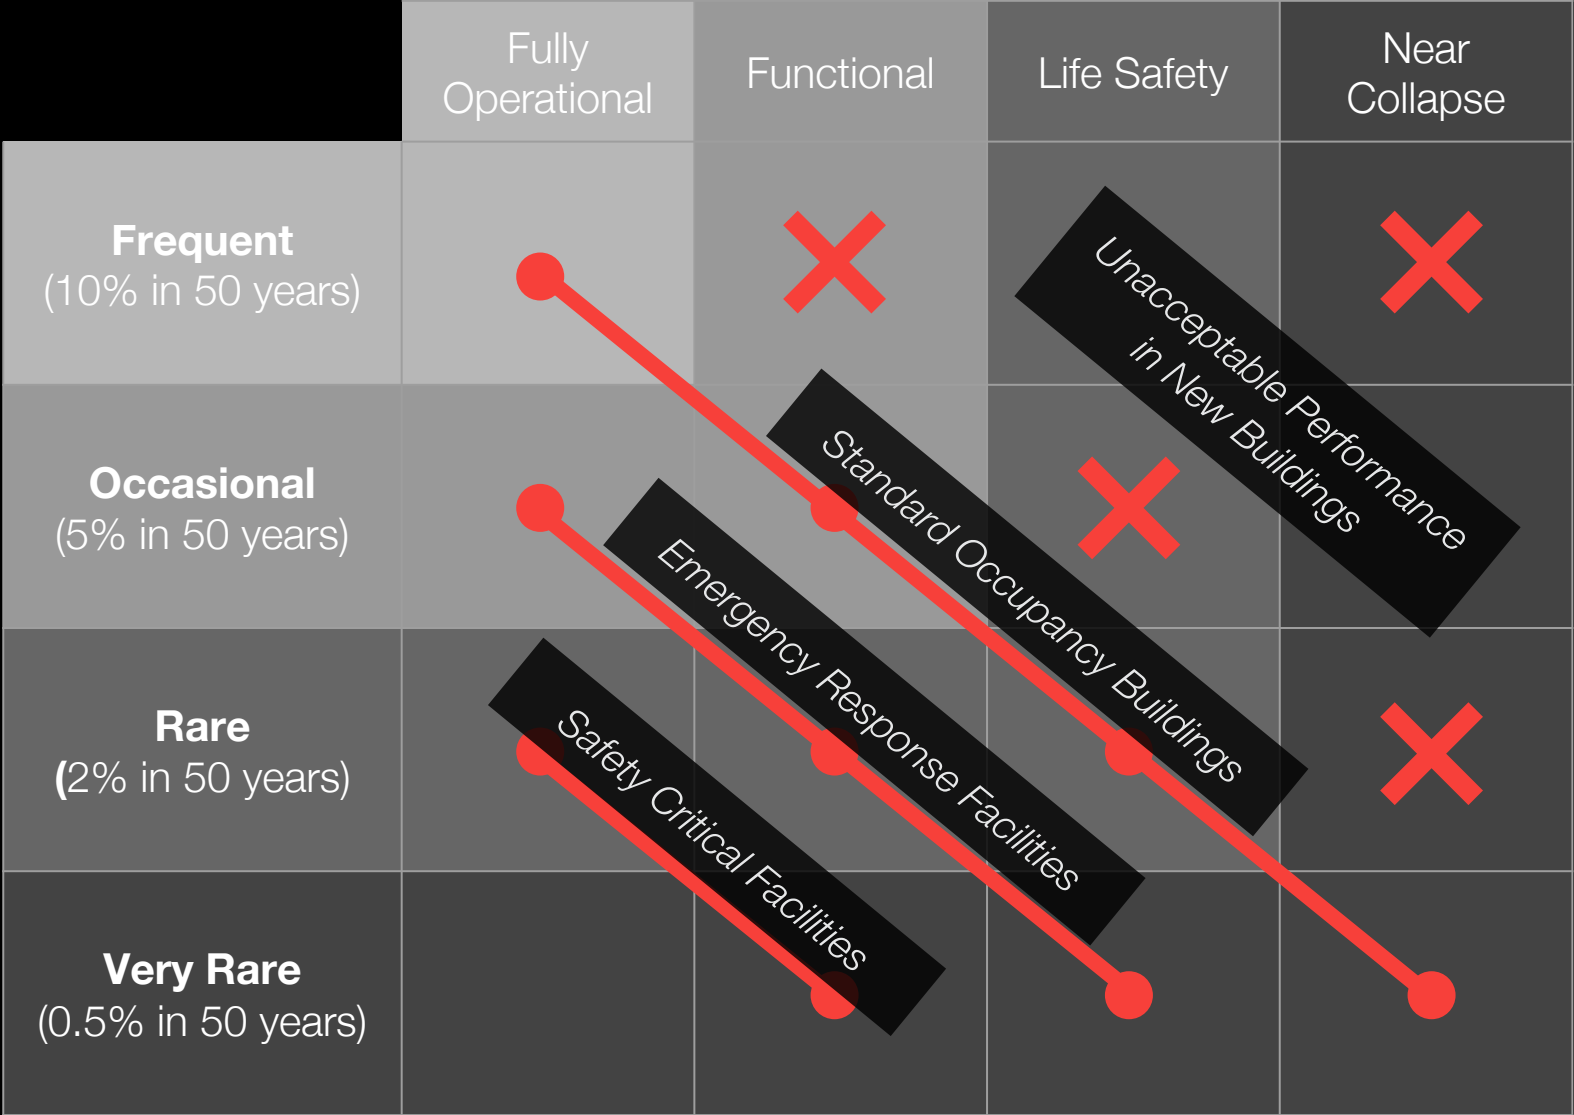 Fully
Operational
Functional
Life Safety
Near
Collapse
Frequent
(10% in 50 years)
Unacceptable Performance
in New Buildings
Occasional
(5% in 50 years)
Standard Occupancy Buildings
Emergency Response Facilities
Rare
(2% in 50 years)
Safety Critical Facilities
Very Rare
(0.5% in 50 years)